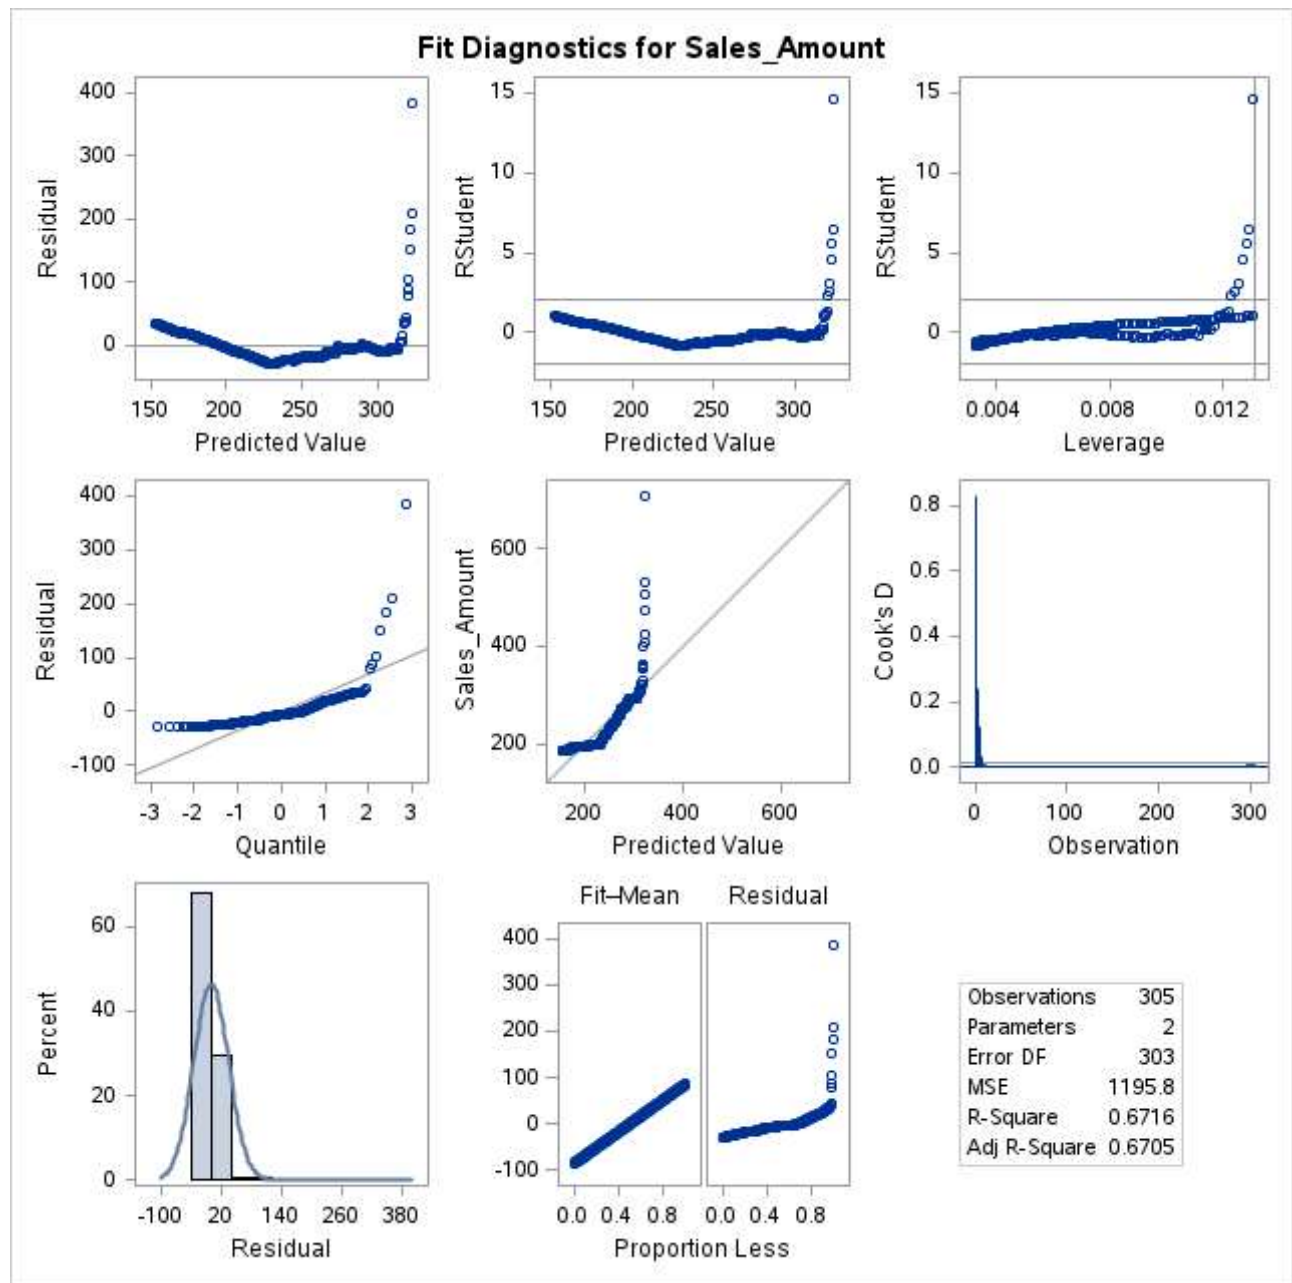 Fit Diagnostics for Sales_Amount
400
300
200
100
0
Residual
150 200 250 300
Predicted Value
15
10
5
0
RStudent
150 200 250 300
Predicted Value
15
10
5
0
RStudent
0.004 0.008 0.012
Leverage
400
300
200
100
0
-100
Residual
-3 -2 -1 0 1 2 3
Quantile
600
400
200
Sales_Amount
200 400 600
Predicted Value
0.8
0.6
0.4
0.2
0.0
Cook's D
0 100 200 300
Observation
60
40
20
0
Percent
-100 20 140 260 380
Residual
Fit–Mean Residual
400
300
200
100
0
-100
0.0 0.4 0.8 0.0 0.4 0.8
Proportion Less
Observations 305
Parameters 2
Error DF 303
MSE 1195.8
R-Square 0.6716
Adj R-Square 0.6705